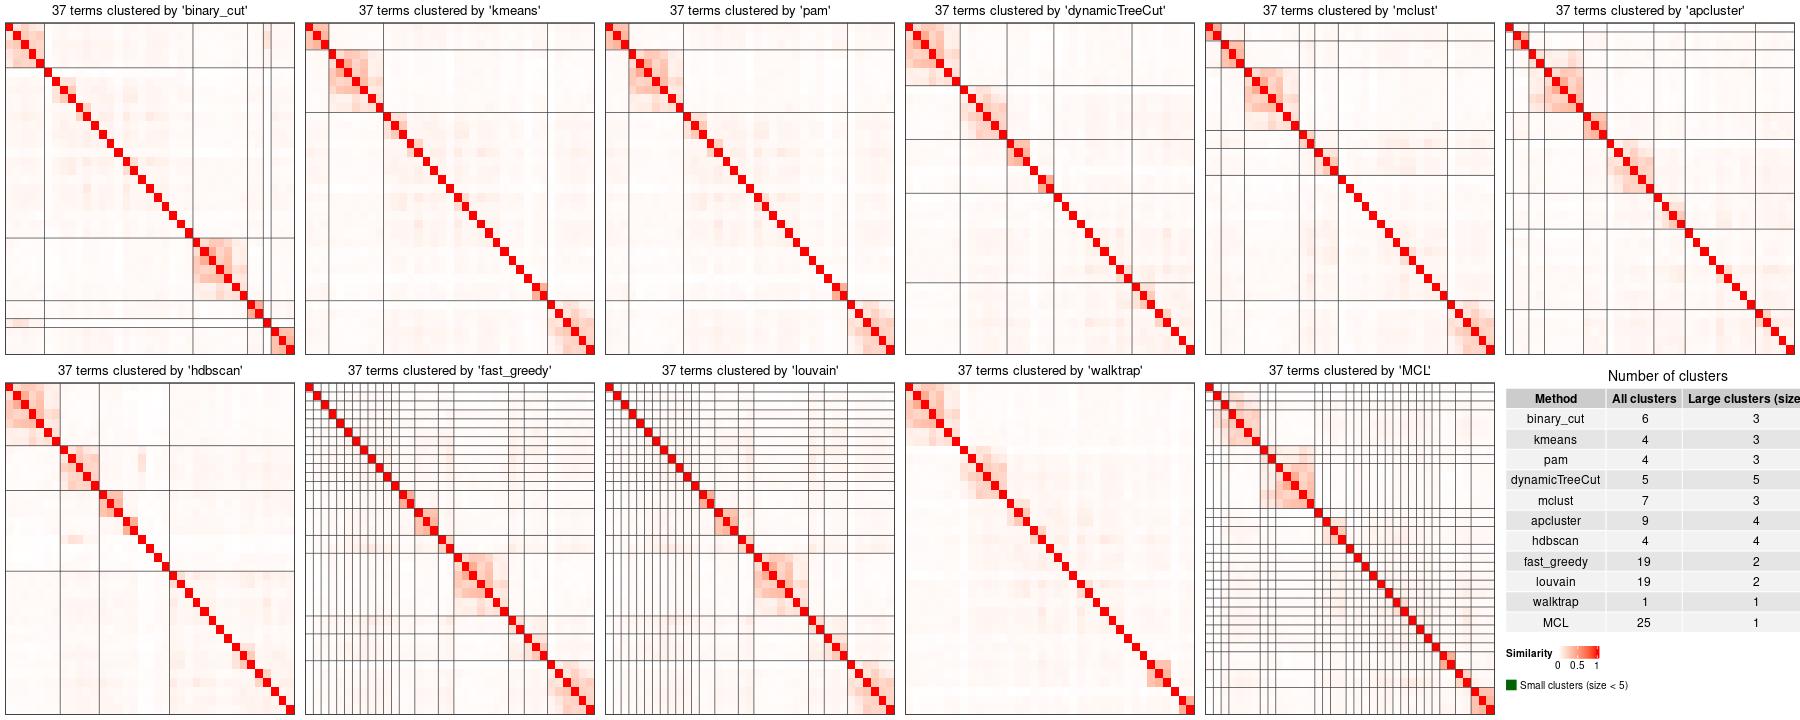 37 terms clustered by 'binary_cut'
37 terms clustered by 'kmeans'
37 terms clustered by 'pam'
37 terms clustered by 'dynamicTreeCut'
37 terms clustered by 'mclust'
37 terms clustered by 'apcluster'
37 terms clustered by 'hdbscan'
37 terms clustered by 'fast_greedy'
37 terms clustered by 'louvain'
37 terms clustered by 'walktrap'
37 terms clustered by 'MCL'
Number of clusters
Method All clusters Large clusters (size
binary_cut 6 3
kmeans 4 3
pam 4 3
dynamicTreeCut 5 5
mclust 7 3
apcluster 9 4
hdbscan 4 4
fast_greedy 19 2
louvain 19 2
walktrap 1 1
MCL 25 1
Similarity
0 0.5 1
Small clusters (size < 5)